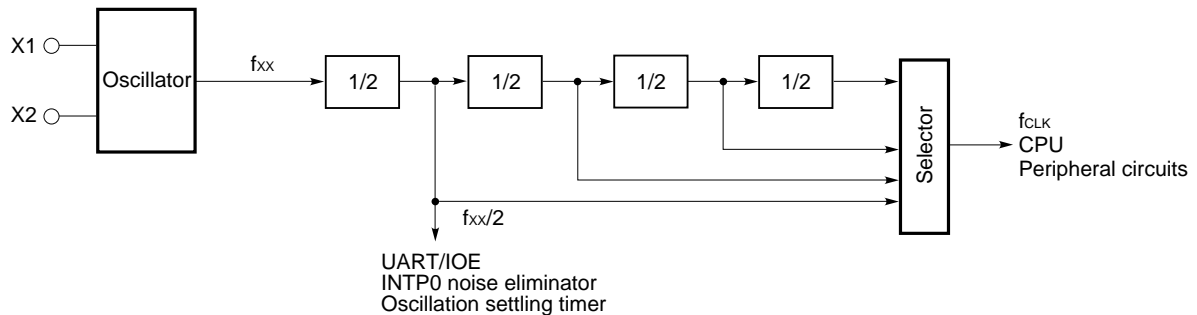 X1
X2
Oscillator
fXX
1/2
1/2
1/2
1/2
Selector
fCLK
CPU
Peripheral circuits
fXX/2
UART/IOE
INTP0 noise eliminator
Oscillation settling timer